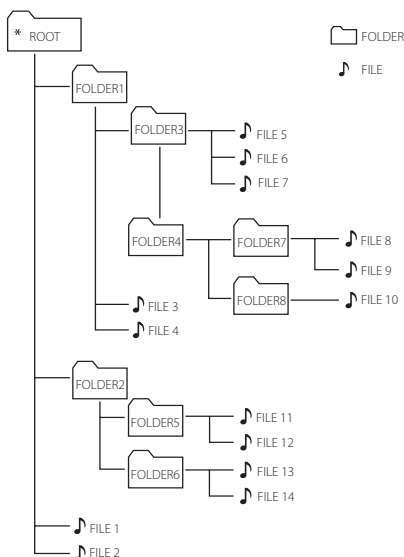 * ROOT
FOLDER
FILE
FOLDER1
FOLDER3
FILE 5
FILE 6
FILE 7
FOLDER4
FOLDER7
FILE 8
FILE 9
FOLDER8
FILE 10
FILE 3
FILE 4
FOLDER2
FOLDER5
FILE 11
FILE 12
FOLDER6
FILE 13
FILE 14
FILE 1
FILE 2